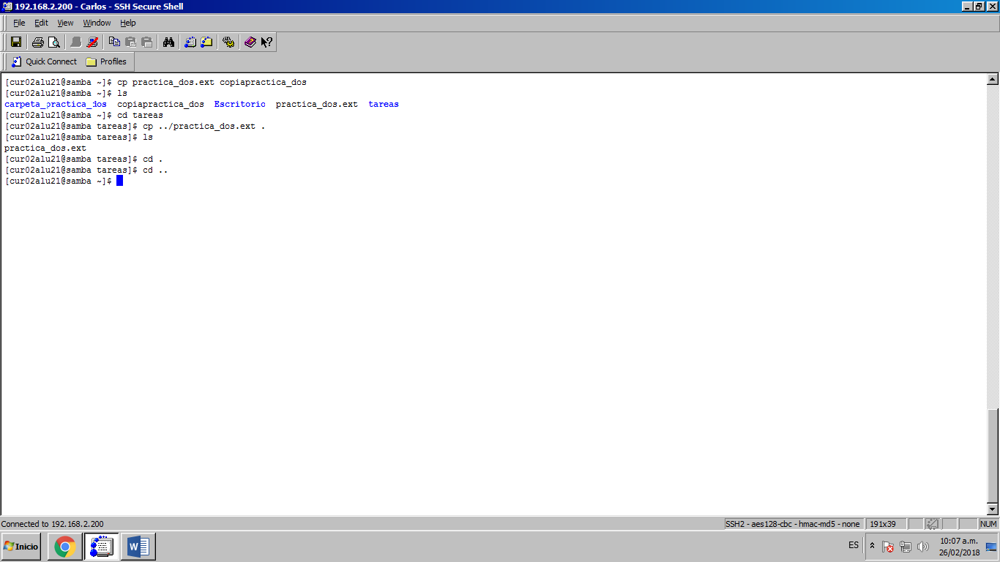 192.168.2.200 - Carlos - SSH Secure Shell
File Edit View Window Help
Quick Connect Profiles
[cur02alu21@samba ~]$ cp practica_dos.ext copiapractica_dos
[cur02alu21@samba ~]$ ls
carpeta_practica_dos copiapractica_dos Escritorio practica_dos.ext tareas
[cur02alu21@samba ~]$ cd tareas
[cur02alu21@samba tareas]$ cp ../practica_dos.ext .
[cur02alu21@samba tareas]$ ls
practica_dos.ext
[cur02alu21@samba tareas]$ cd .
[cur02alu21@samba tareas]$ cd ..
[cur02alu21@samba ~]$
Connected to 192.168.2.200 SSH2 - aes128-cbc - hmac-md5 - none 191x39 NUM
Inicio ES 10:07 a.m.
26/02/2018